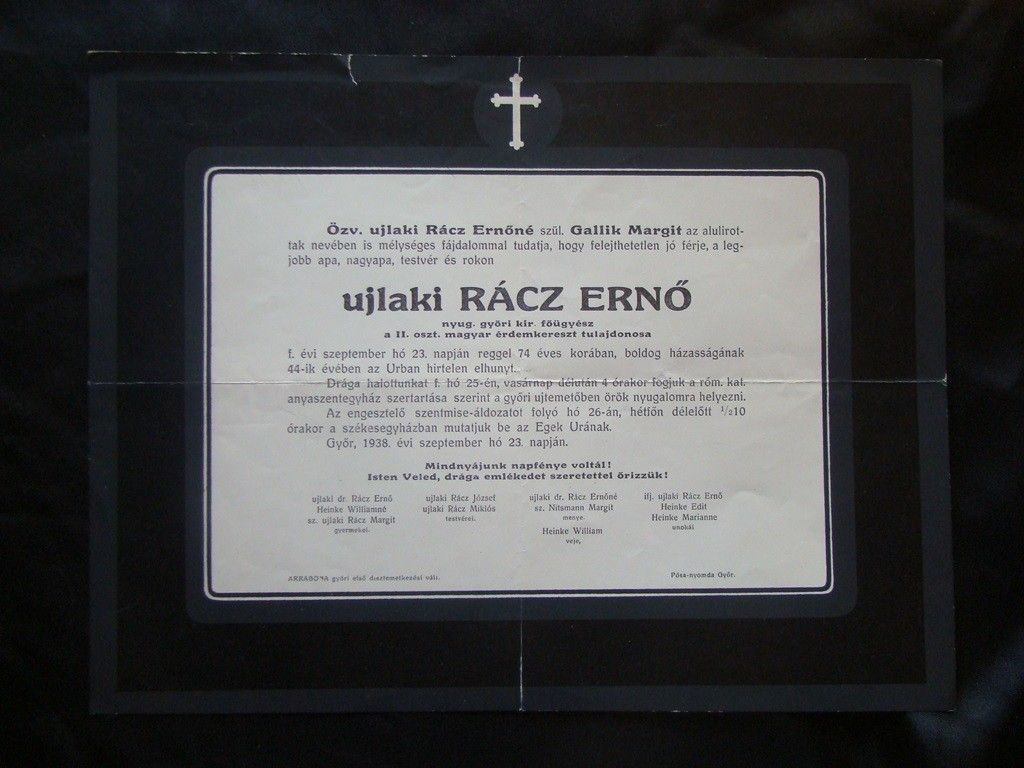 Özv. ujlaki Rácz Ernőné szül. Gallik Margit az alulirot-
tak nevében is mélységes fájdalommal tudatja, hogy felejthetetlen jó férje, a leg-
jobb apa, nagyapa, testvér és rokon
ujlaki RÁCZ ERNŐ
nyug. győri kir. főügyész
a II. oszt. magyar érdemkereszt tulajdonosa
f. évi szeptember hó 23. napján reggel 74 éves korában, boldog házasságának
44-ik évében az Urban hirtelen elhunyt.
Drága halottunkat f. hó 25-én, vasárnap délután 4 órakor fogjuk a róm. kat.
anyaszentegyház szertartása szerint a győri ujtemetőben örök nyugalomra helyezni.
Az engesztelő szentmise-áldozatot folyó hó 26-án, hétfőn délelőtt 1/210
órakor a székesegyházban mutatjuk be az Egek Urának.
Győr, 1938. évi szeptember hó 23. napján.
Mindnyájunk napfénye voltál!
Isten Veled, drága emlékedet szeretettel őrizzük!
ujlaki dr. Rácz Ernő
Heinke Williamné
sz. ujlaki Rácz Margit
gyermekei.
ujlaki Rácz József
ujlaki Rácz Miklós
testvérei.
ujlaki dr. Rácz Ernőné
sz. Nitsmann Margit
menye.
Heinke William
veje,
ifj. ujlaki Rácz Ernő
Heinke Edit
Heinke Marianne
unokái
ARRABONA győri első díszt­emetkezési váll.
Pósa-nyomda Győr.